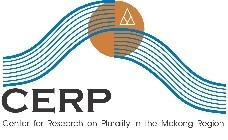 CERP
Center for Research on Plurality in the Mekong Region